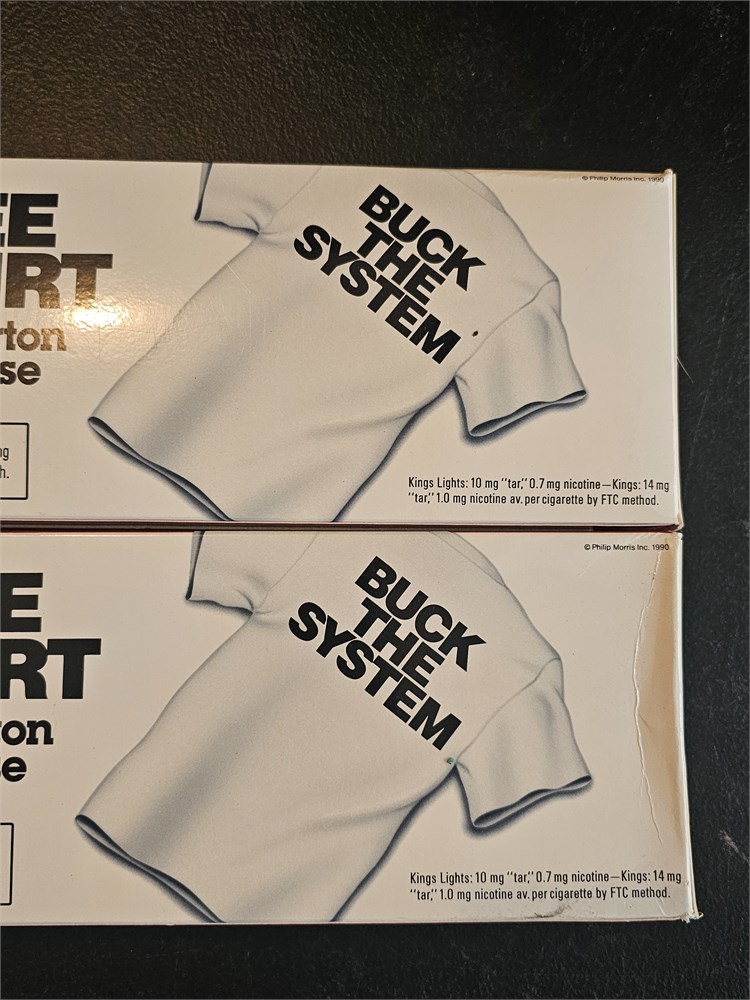 © Philip Morris Inc. 1990
EE
IRT
rton
se
BUCK
THE
SYSTEM
ng
h.
Kings Lights: 10 mg "tar," 0.7 mg nicotine—Kings: 14 mg
"tar," 1.0 mg nicotine av. per cigarette by FTC method.
© Philip Morris Inc. 1990
E
RT
on
e
BUCK
THE
SYSTEM
Kings Lights: 10 mg "tar," 0.7 mg nicotine—Kings: 14 mg
"tar," 1.0 mg nicotine av. per cigarette by FTC method.